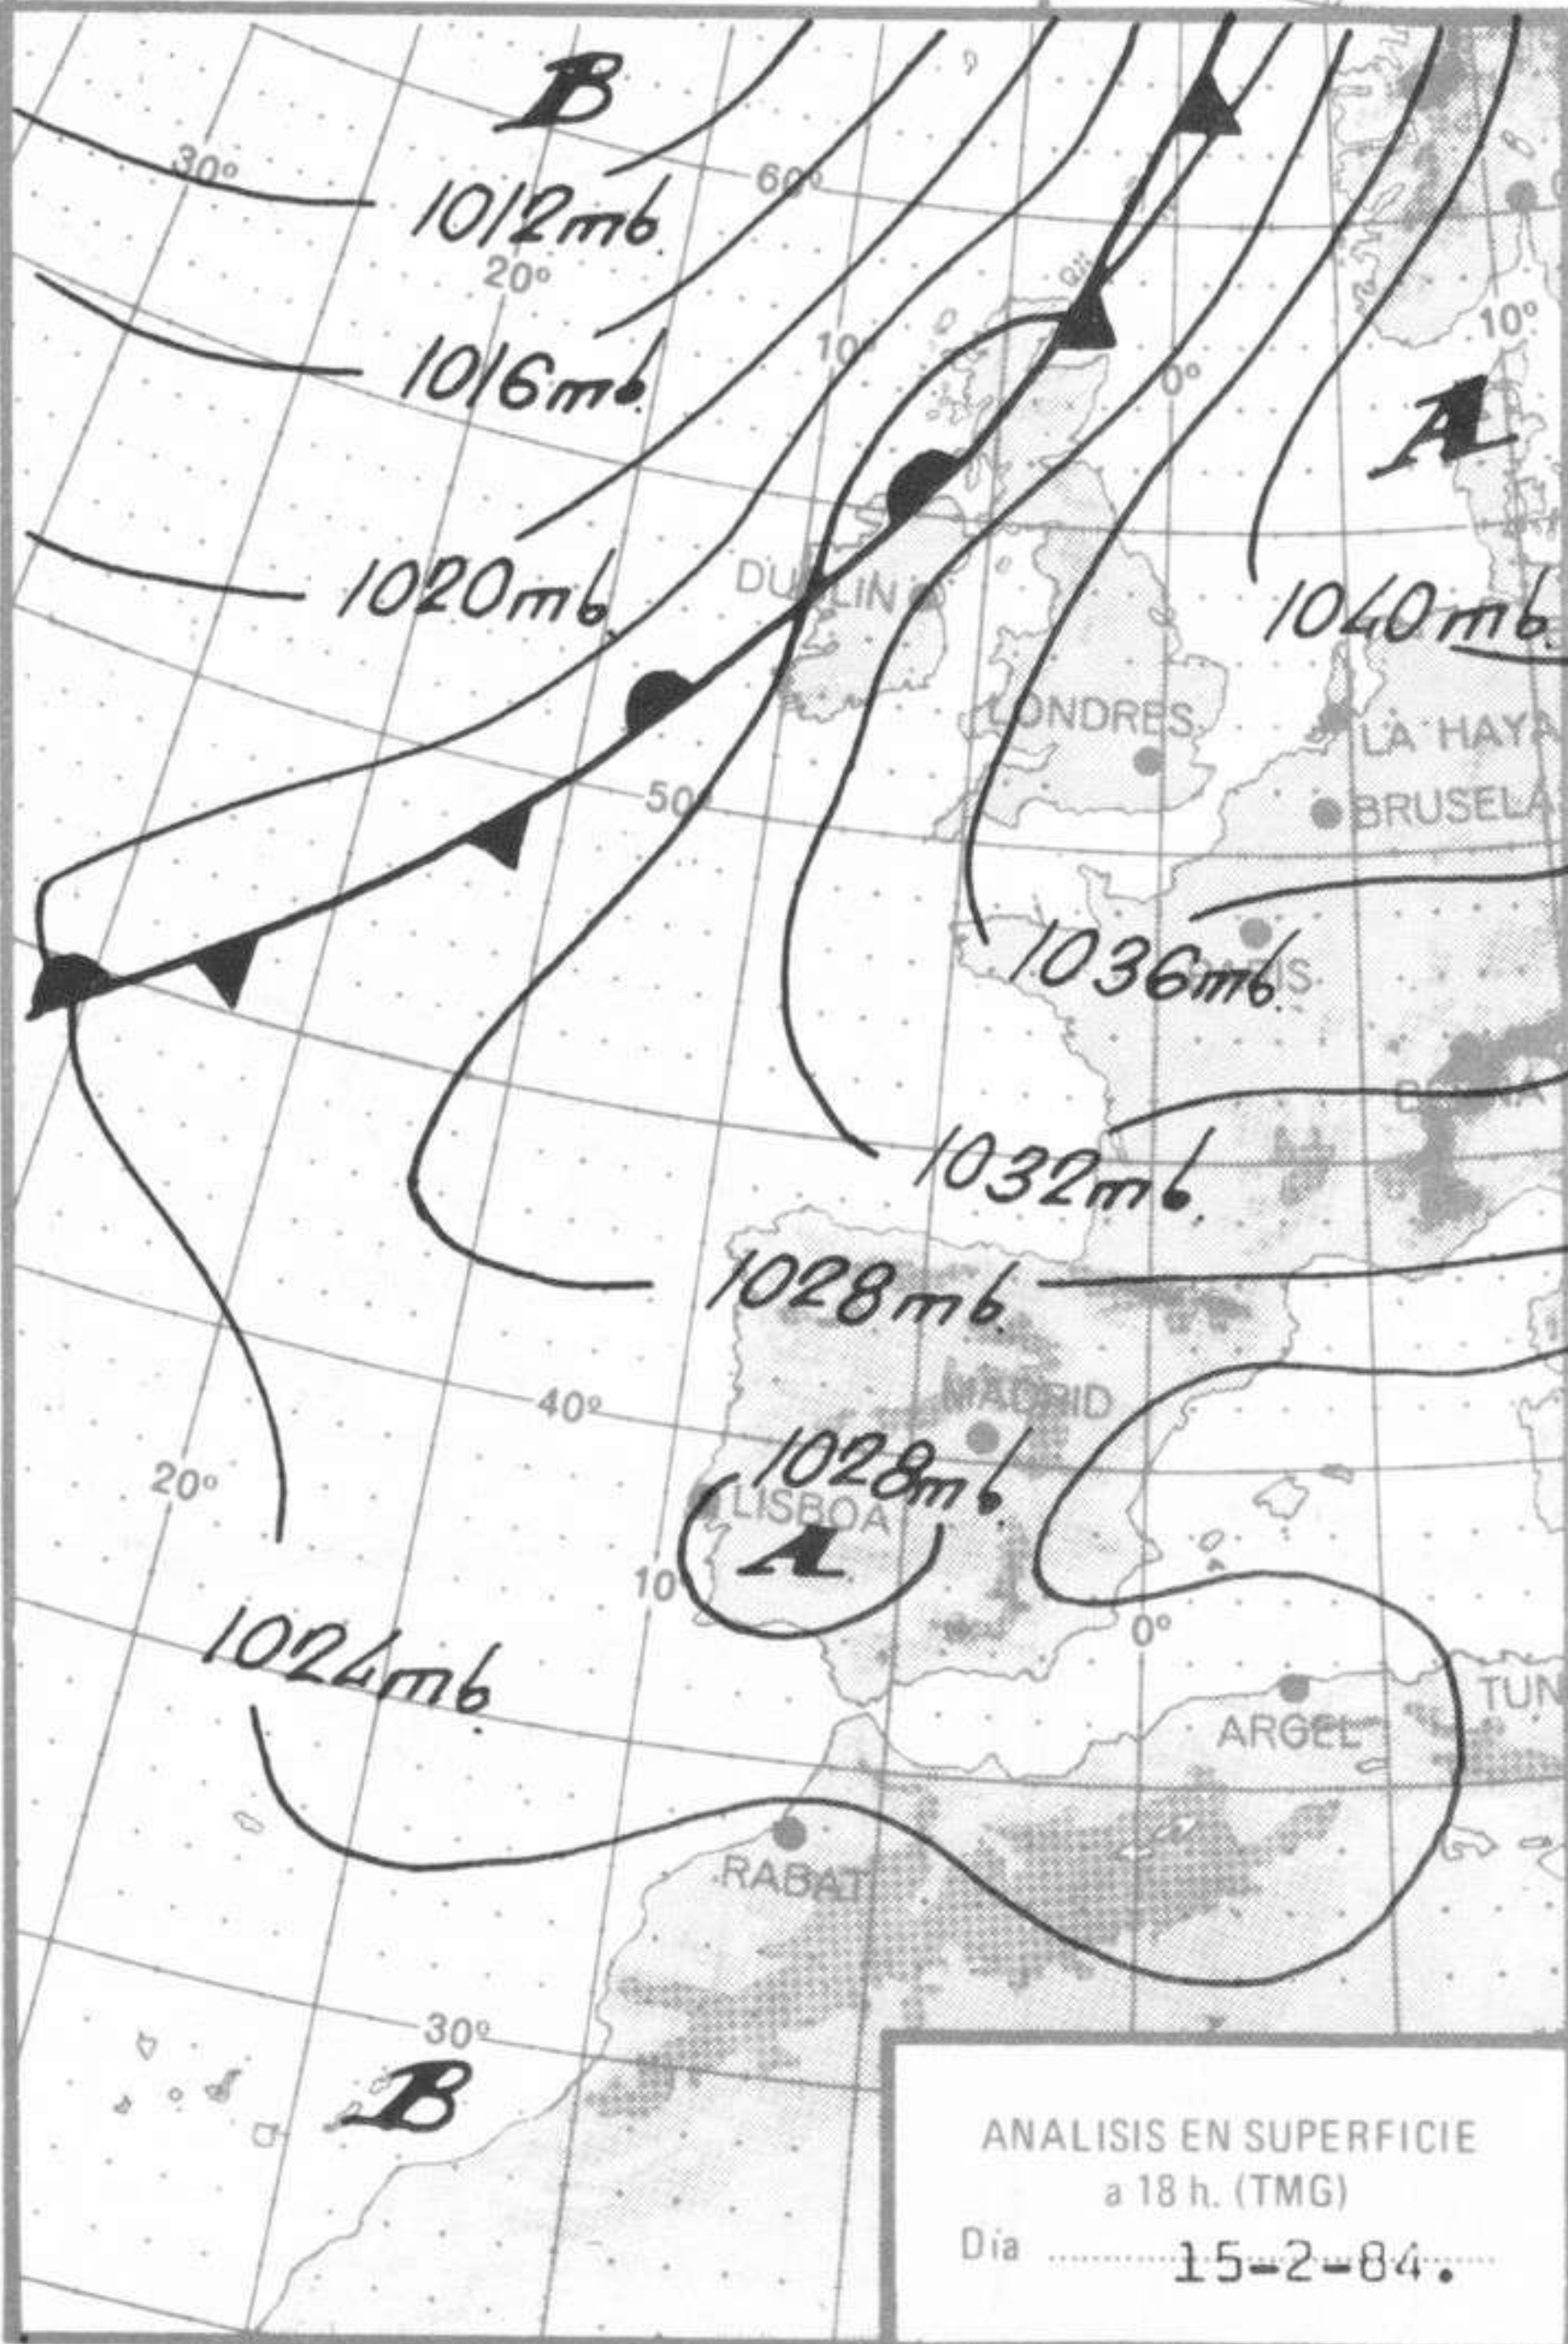 B
30°
60°
1012mb.
20°
10°
10°
1016mb.
0°
A
1020mb.
DUBLIN
1040mb.
LONDRES
LA HAYA
50°
BRUSELA
1036mb.
PARIS
1032mb.
1028mb.
MADRID
40°
1028mb.
20°
LISBOA
A
10°
0°
1024mb.
TUN
ARGEL
RABAT
30°
B
ANALISIS EN SUPERFICIE
a 18 h. (TMG)
Dia 15-2-84.